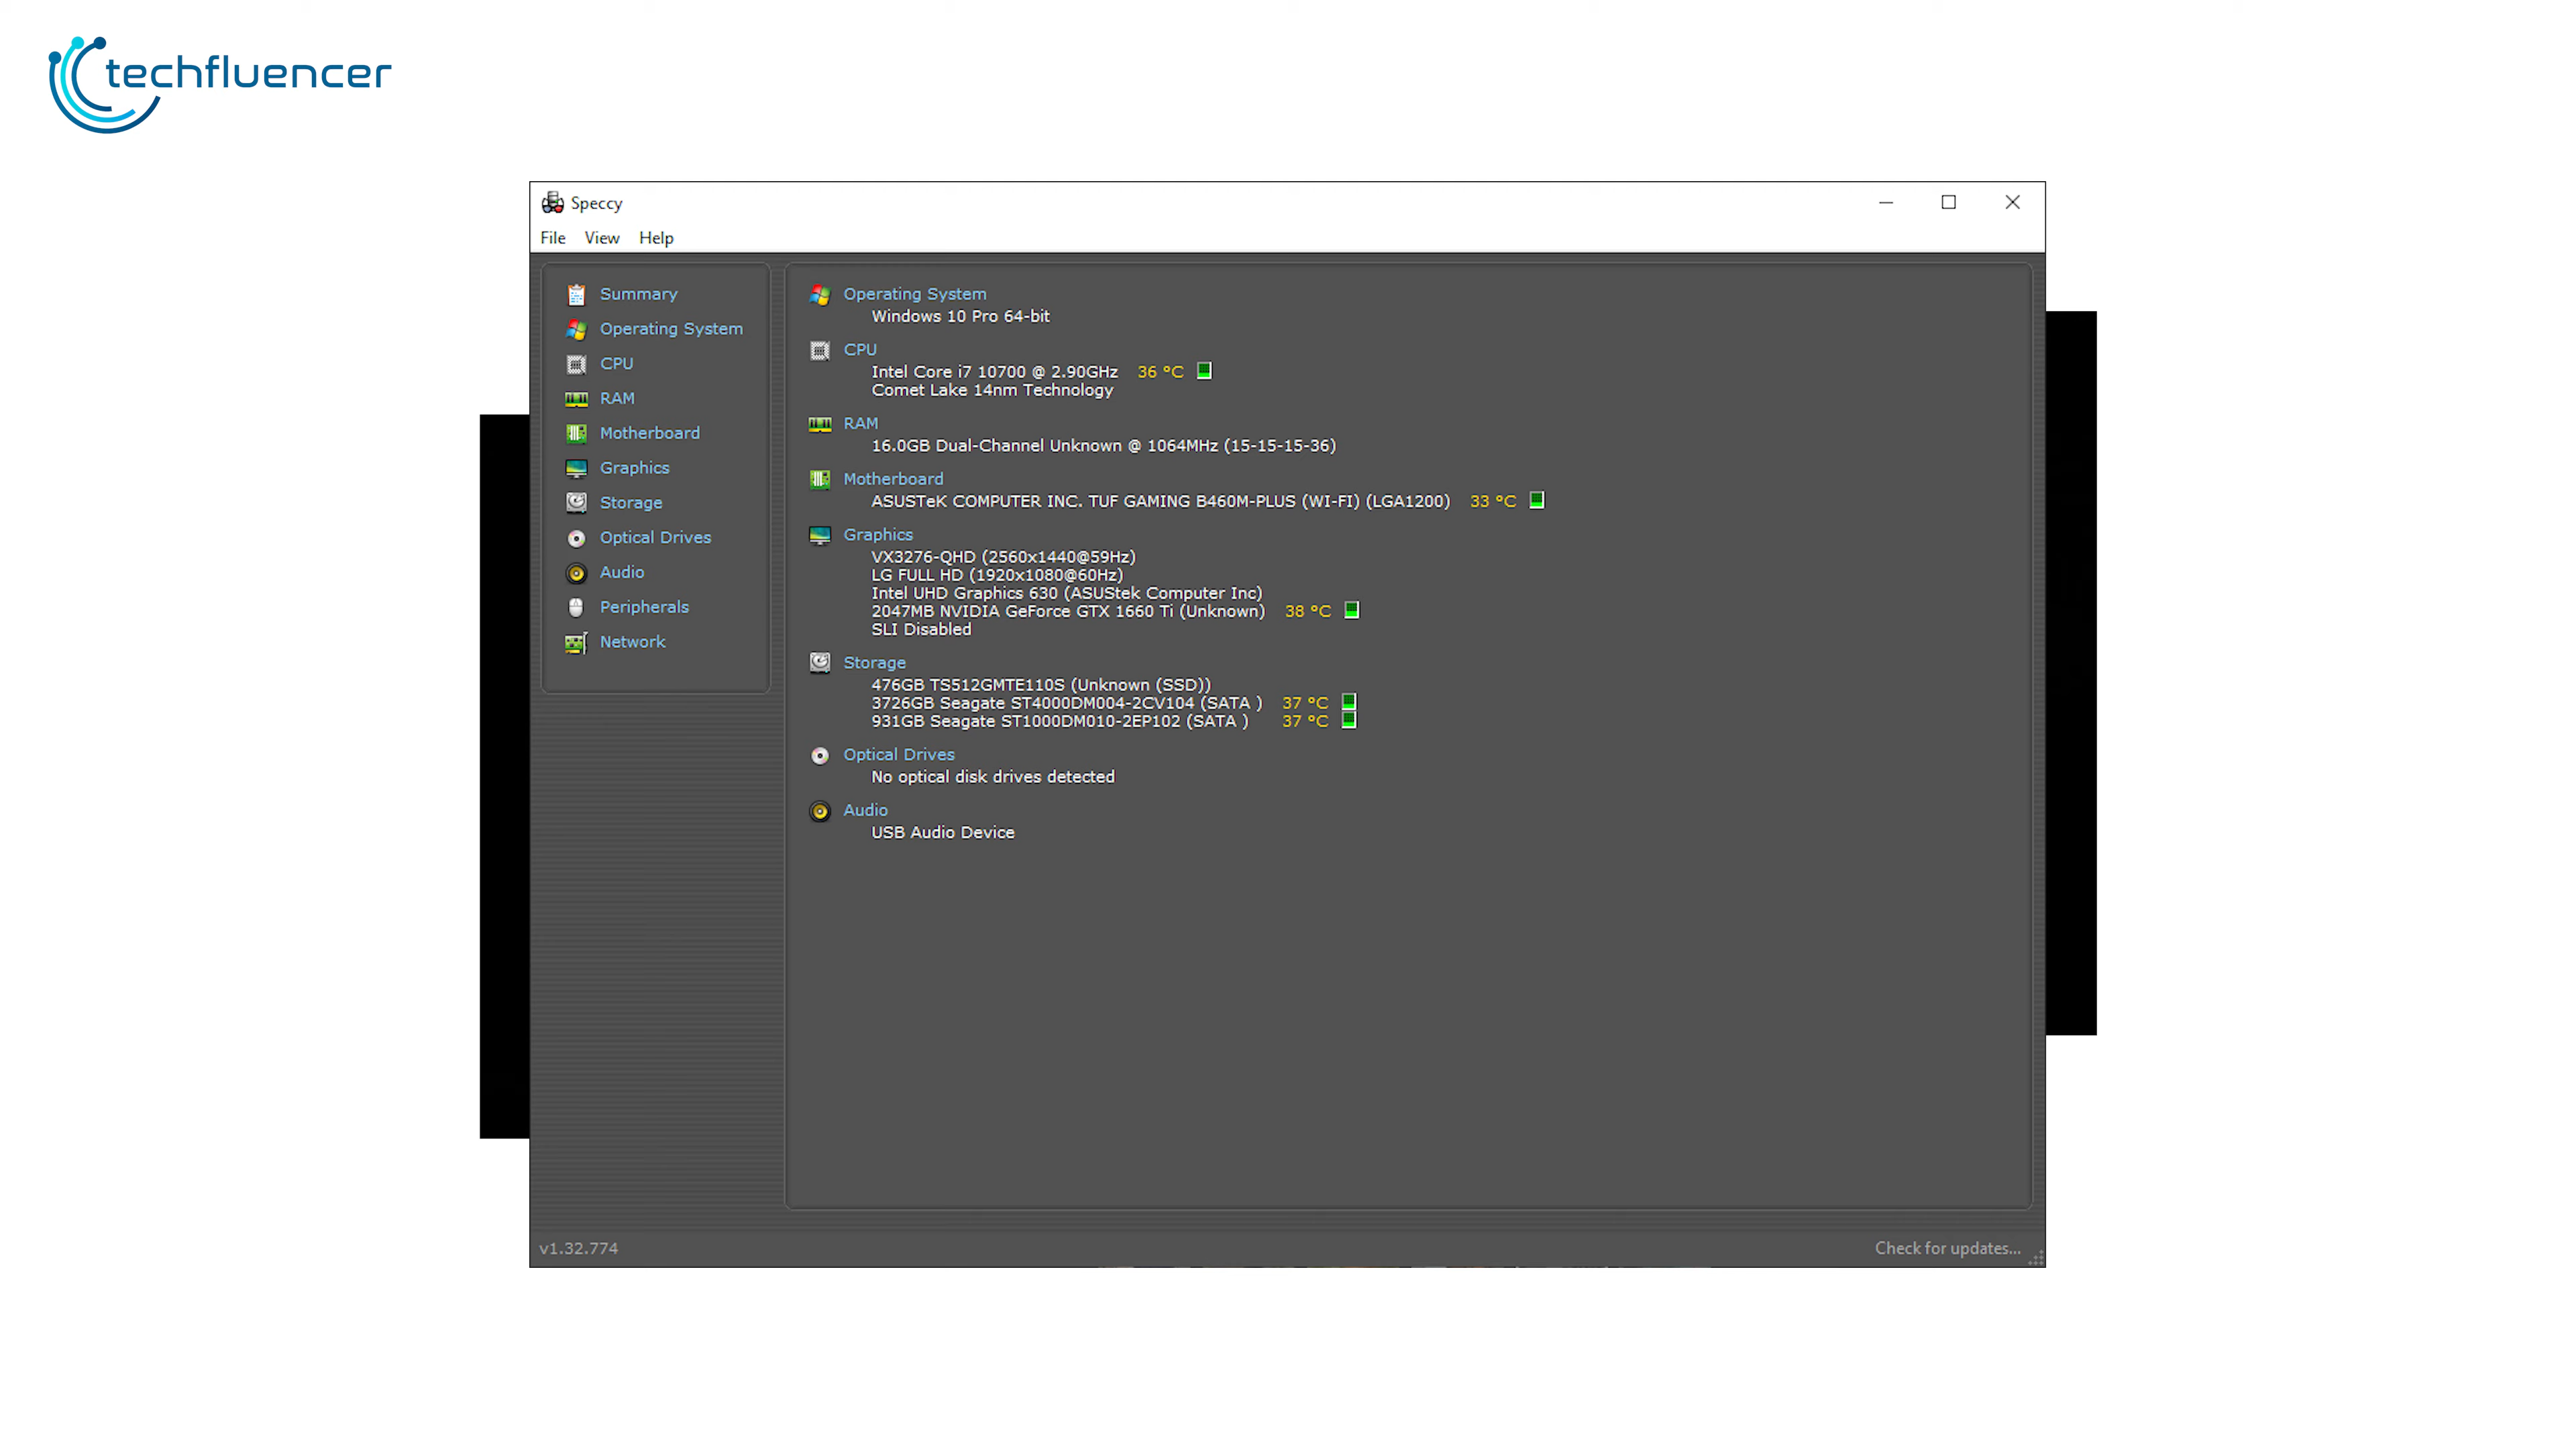 techfluencer
Speccy
File View Help
Summary
Operating System
CPU
RAM
Motherboard
Graphics
Storage
Optical Drives
Audio
Peripherals
Network
Operating System
Windows 10 Pro 64-bit
CPU
Intel Core i7 10700 @ 2.90GHz 36 °C
Comet Lake 14nm Technology
RAM
16.0GB Dual-Channel Unknown @ 1064MHz (15-15-15-36)
Motherboard
ASUSTeK COMPUTER INC. TUF GAMING B460M-PLUS (WI-FI) (LGA1200) 33 °C
Graphics
VX3276-QHD (2560x1440@59Hz)
LG FULL HD (1920x1080@60Hz)
Intel UHD Graphics 630 (ASUStek Computer Inc)
2047MB NVIDIA GeForce GTX 1660 Ti (Unknown) 38 °C
SLI Disabled
Storage
476GB TS512GMTE110S (Unknown (SSD))
3726GB Seagate ST4000DM004-2CV104 (SATA ) 37 °C
931GB Seagate ST1000DM010-2EP102 (SATA ) 37 °C
Optical Drives
No optical disk drives detected
Audio
USB Audio Device
v1.32.774
Check for updates...